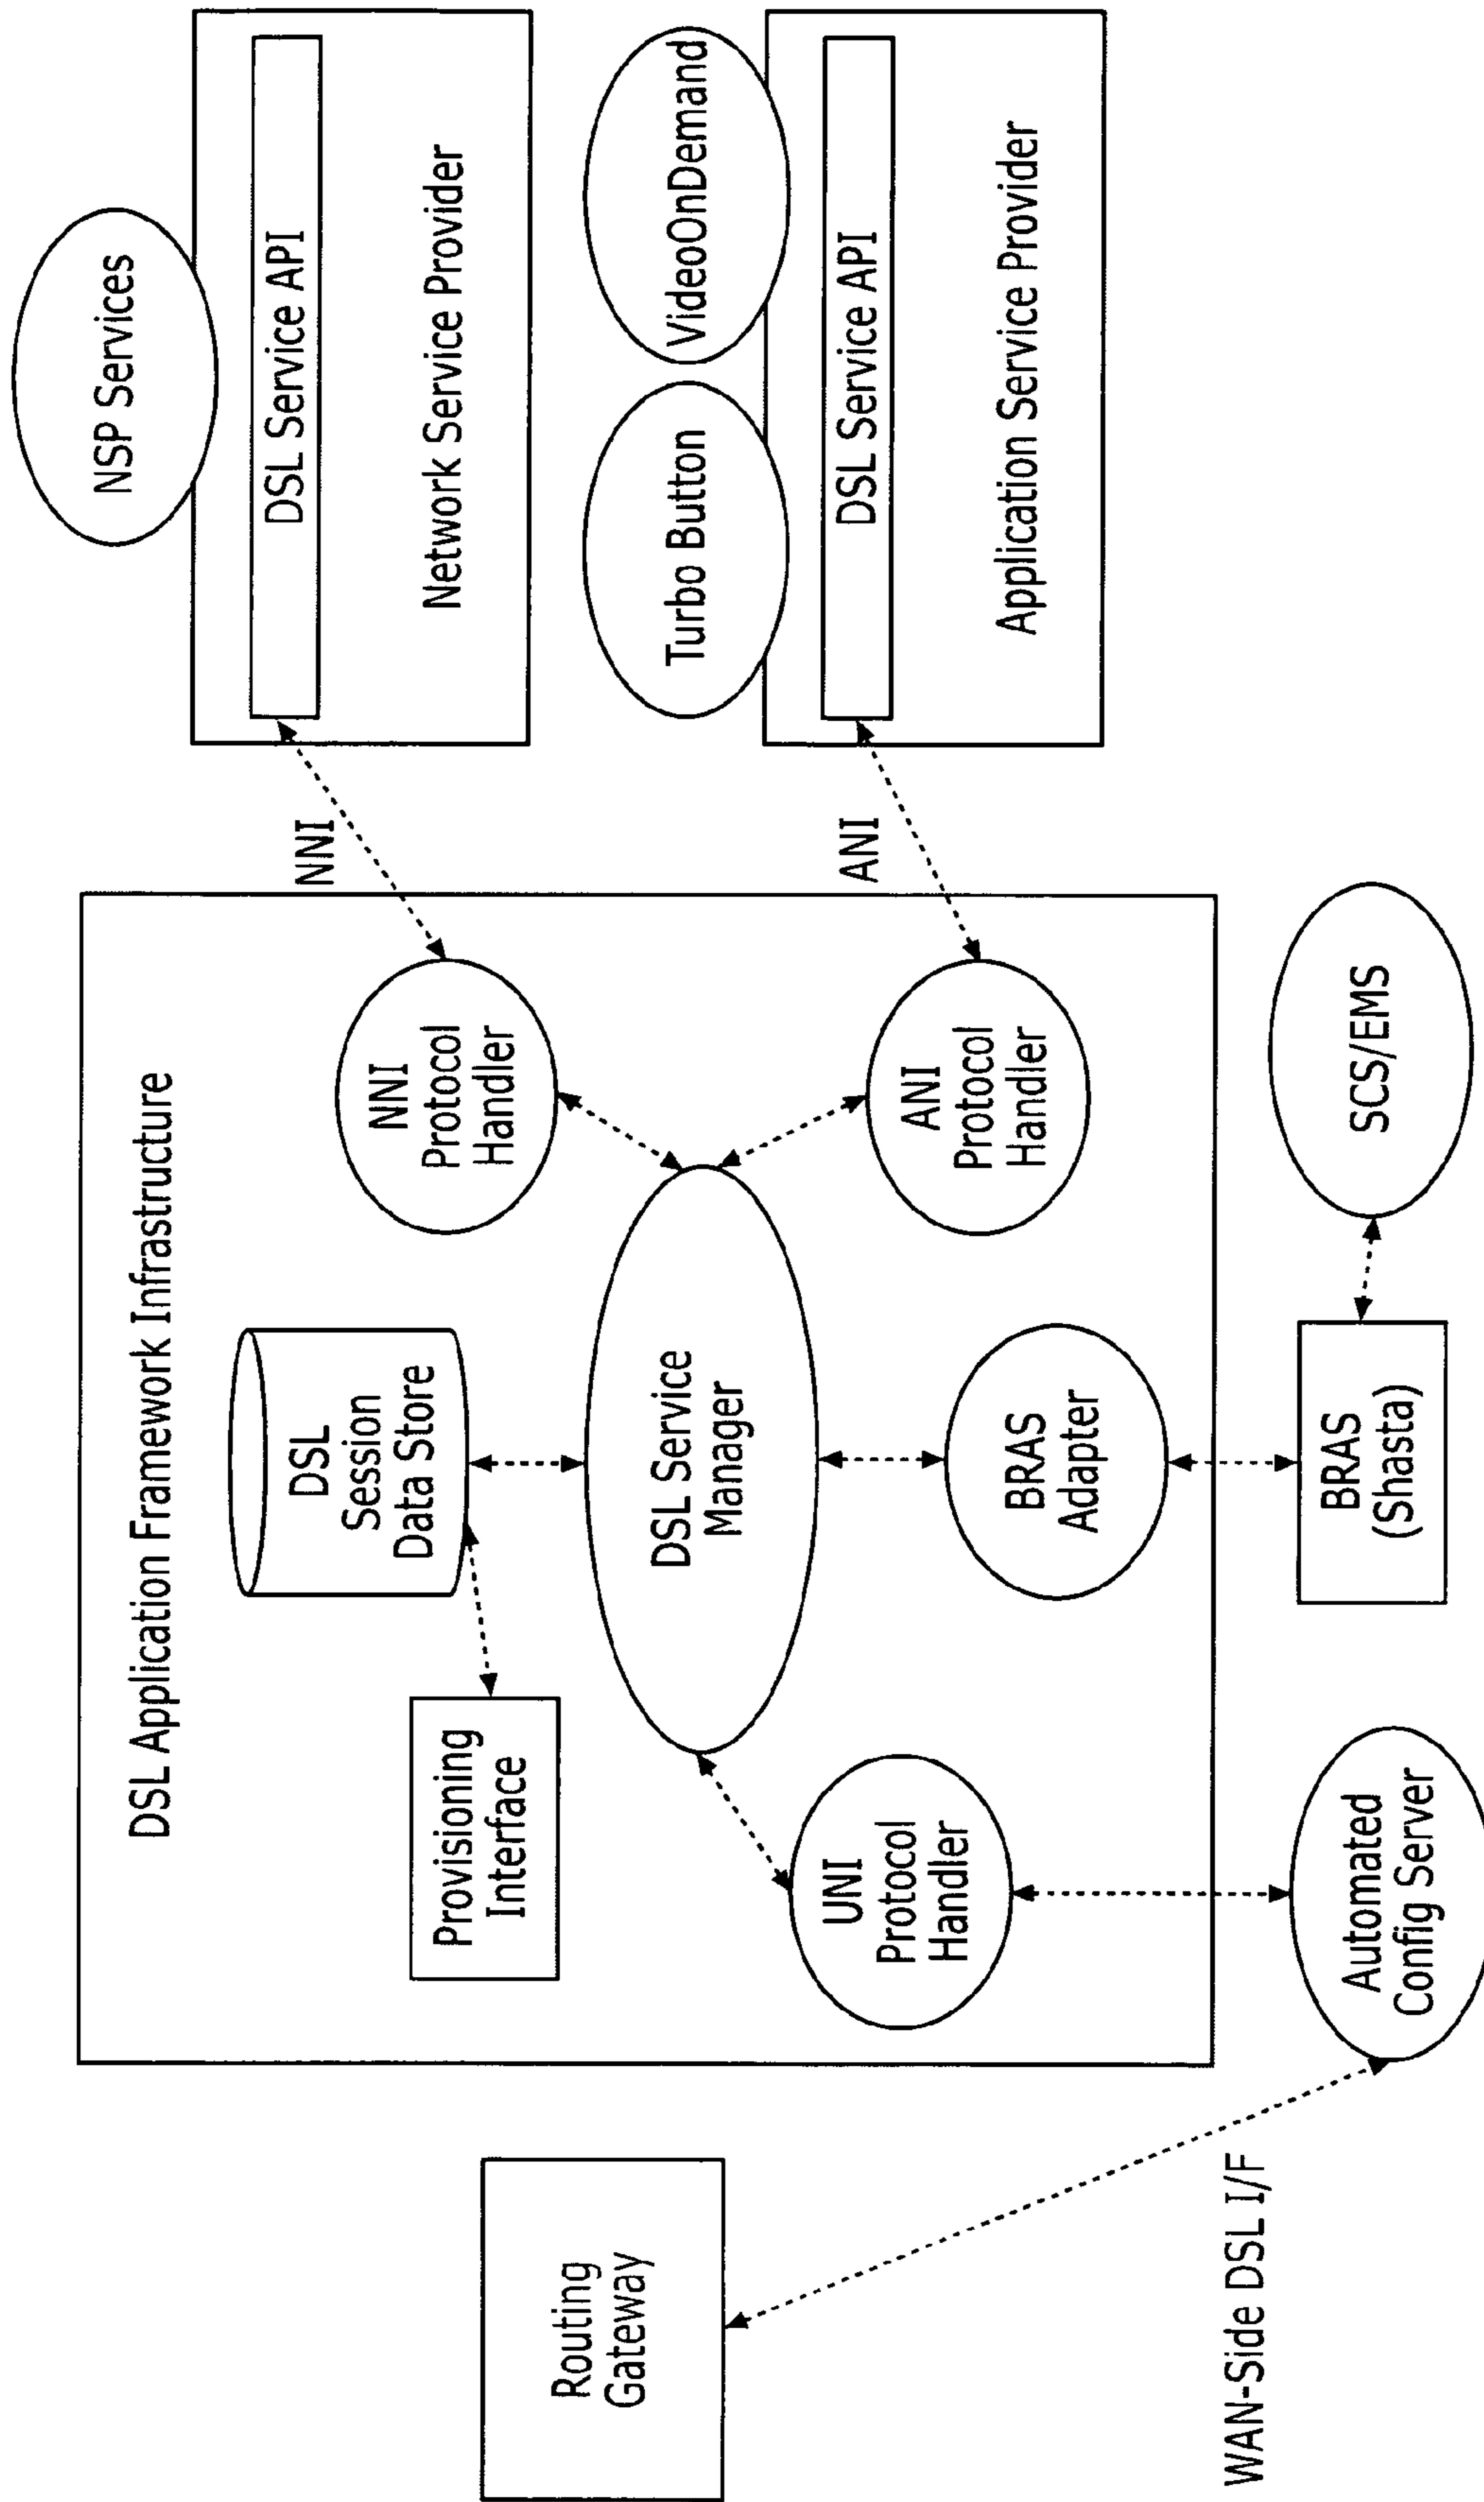 DSL Application Framework Infrastructure
NSP Services
DSL Service API
Network Service Provider
NNI
NNI
Protocol
Handler
DSL
Session
Data Store
Provisioning
Interface
Routing
Gateway
DSL Service
Manager
Turbo Button
VideoOnDemand
DSL Service API
Application Service Provider
ANI
ANI
Protocol
Handler
BRAS
Adapter
UNI
Protocol
Handler
WAN-Side DSL I/F
Automated
Config Server
BRAS
(Shasta)
SCS/EMS